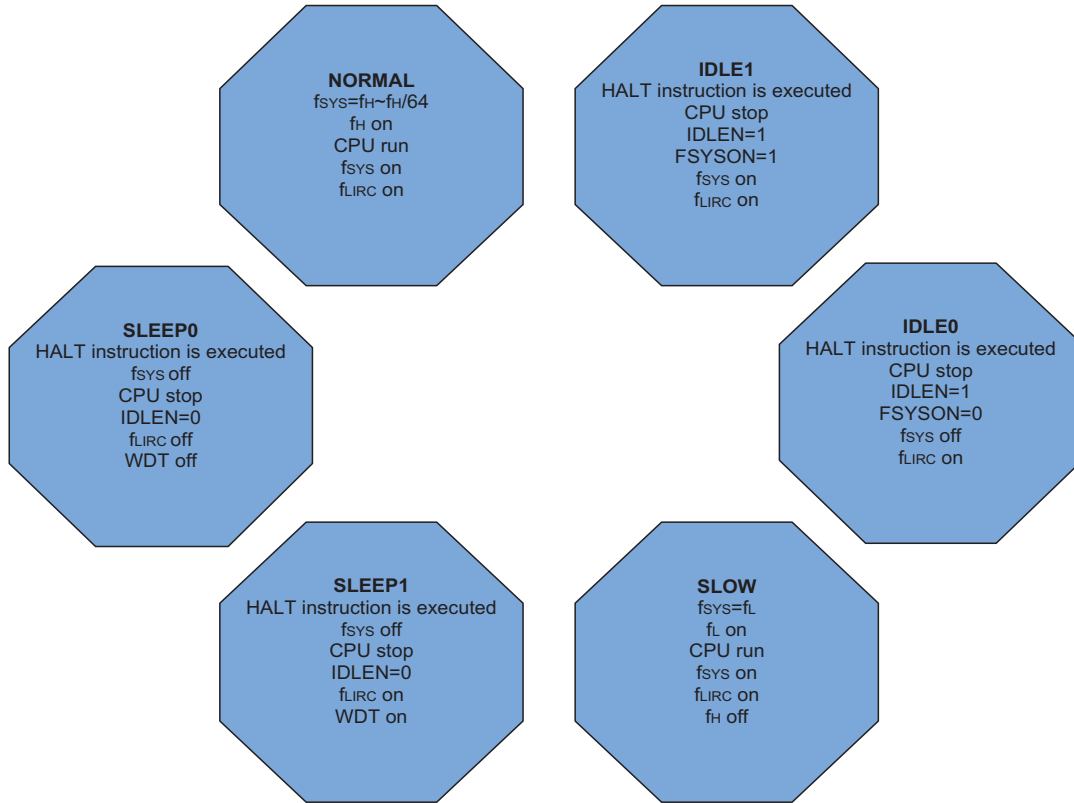 NORMAL
fSYS=fH~fH/64
fH on
CPU run
fSYS on
fLIRC on
IDLE1
HALT instruction is executed
CPU stop
IDLEN=1
FSYSON=1
fSYS on
fLIRC on
SLEEP0
HALT instruction is executed
fSYS off
CPU stop
IDLEN=0
fLIRC off
WDT off
IDLE0
HALT instruction is executed
CPU stop
IDLEN=1
FSYSON=0
fSYS off
fLIRC on
SLEEP1
HALT instruction is executed
fSYS off
CPU stop
IDLEN=0
fLIRC on
WDT on
SLOW
fSYS=fL
fL on
CPU run
fSYS on
fLIRC on
fH off